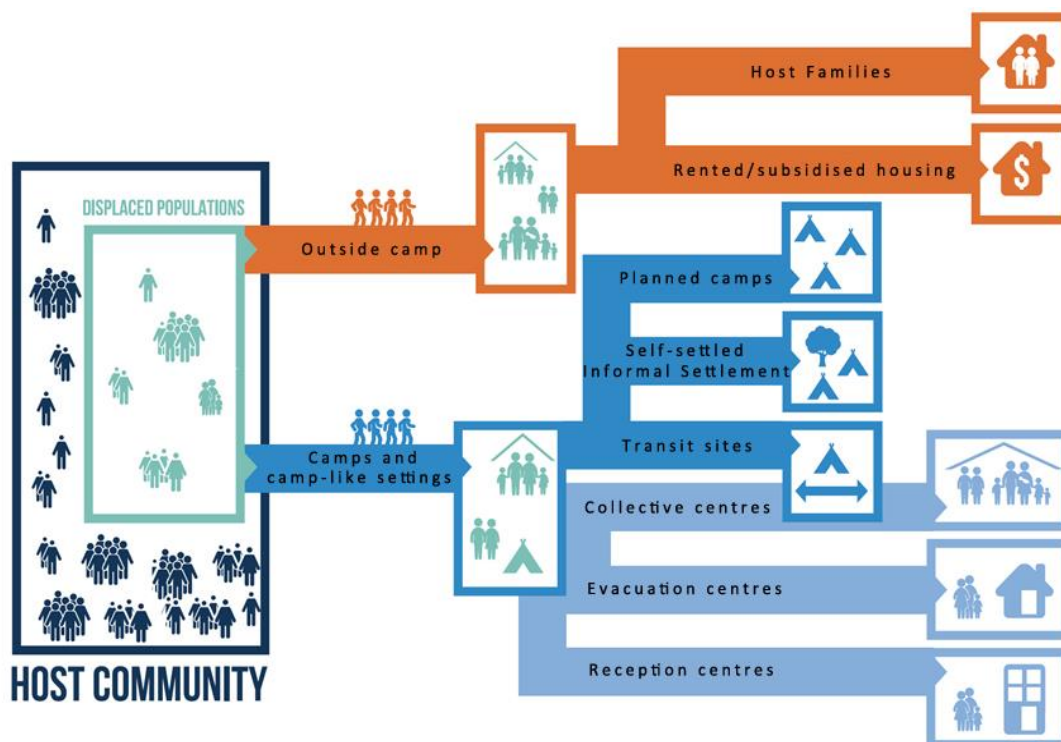 Host Families
Rented/subsidised housing
DISPLACED POPULATIONS
Outside camp
Planned camps
Self-settled
Informal Settlement
Transit sites
Camps and
camp-like settings
Collective centres
Evacuation centres
Reception centres
HOST COMMUNITY
$